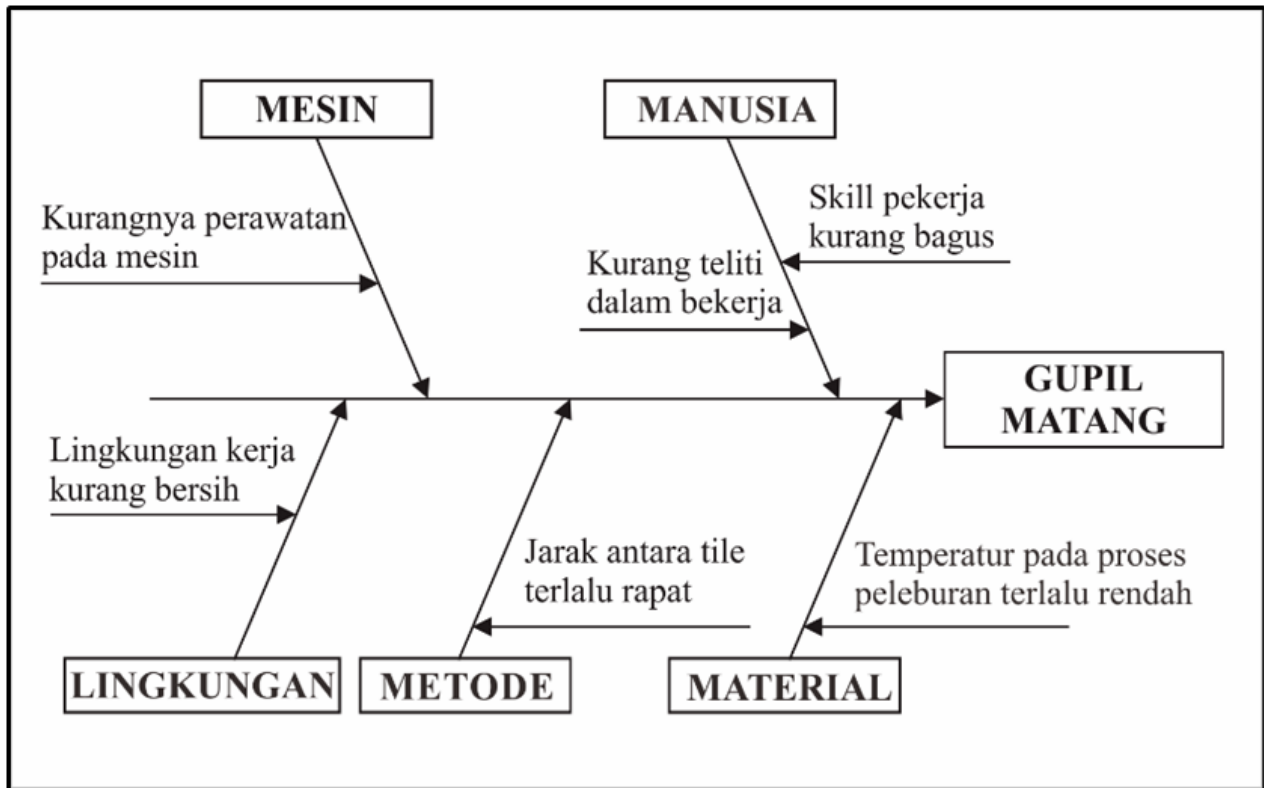 MESIN
MANUSIA
Kurangnya perawatan
pada mesin
Skill pekerja
kurang bagus
Kurang teliti
dalam bekerja
GUPIL
MATANG
Lingkungan kerja
kurang bersih
Jarak antara tile
terlalu rapat
Temperatur pada proses
peleburan terlalu rendah
LINGKUNGAN
METODE
MATERIAL